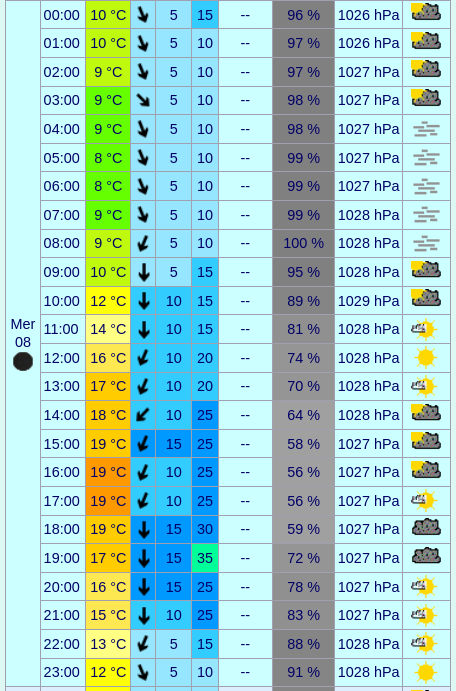 00:00 10 °C 5 15 -- 96 % 1026 hPa
01:00 10 °C 5 10 -- 97 % 1026 hPa
02:00 9 °C 5 10 -- 97 % 1027 hPa
03:00 9 °C 5 10 -- 98 % 1027 hPa
04:00 9 °C 5 10 -- 98 % 1027 hPa
05:00 8 °C 5 10 -- 99 % 1027 hPa
06:00 8 °C 5 10 -- 99 % 1027 hPa
07:00 9 °C 5 10 -- 99 % 1028 hPa
08:00 9 °C 5 10 -- 100 % 1028 hPa
09:00 10 °C 5 15 -- 95 % 1028 hPa
10:00 12 °C 10 15 -- 89 % 1029 hPa
Mer
08
11:00 14 °C 10 15 -- 81 % 1028 hPa
12:00 16 °C 10 20 -- 74 % 1028 hPa
13:00 17 °C 10 20 -- 70 % 1028 hPa
14:00 18 °C 10 25 -- 64 % 1028 hPa
15:00 19 °C 15 25 -- 58 % 1027 hPa
16:00 19 °C 10 25 -- 56 % 1027 hPa
17:00 19 °C 10 25 -- 56 % 1027 hPa
18:00 19 °C 15 30 -- 59 % 1027 hPa
19:00 17 °C 15 35 -- 72 % 1027 hPa
20:00 16 °C 15 25 -- 78 % 1027 hPa
21:00 15 °C 10 25 -- 83 % 1027 hPa
22:00 13 °C 5 15 -- 88 % 1028 hPa
23:00 12 °C 5 10 -- 91 % 1028 hPa